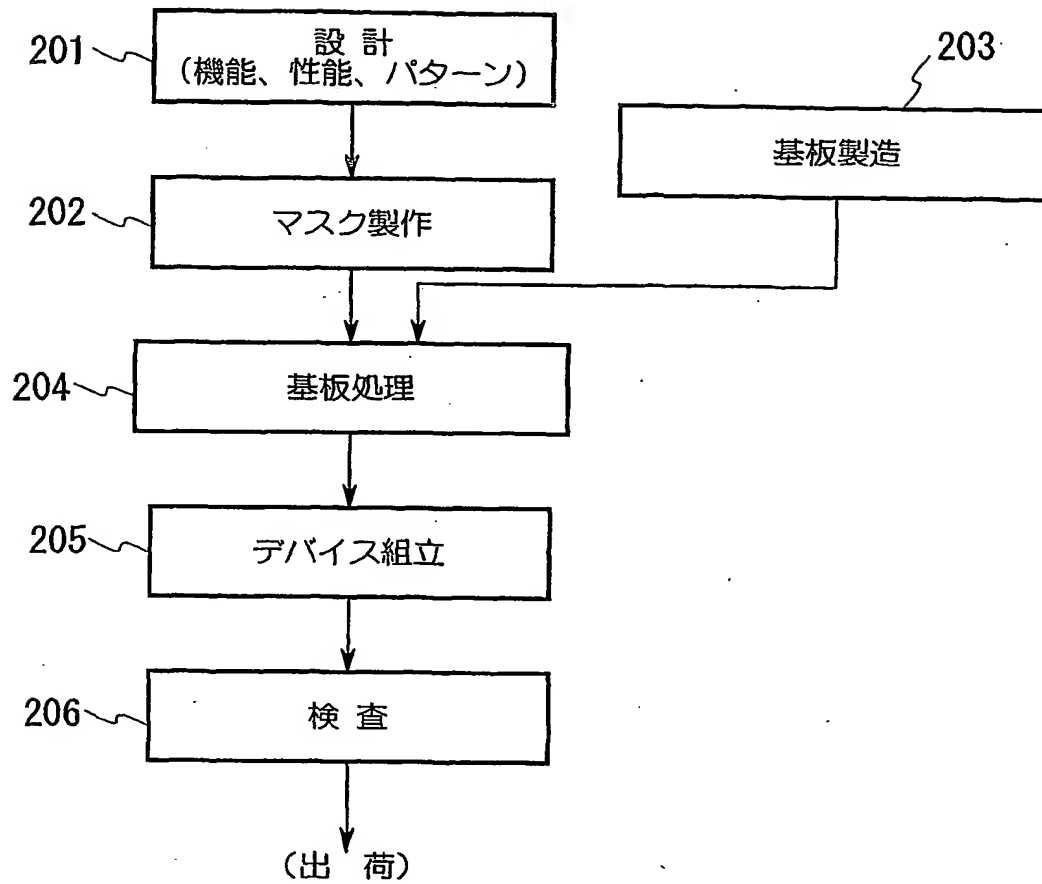 201
設 計
(機能、性能、パターン)
203
基板製造
202
マスク製作
204
基板処理
205
デバイス組立
206
検 査
(出 荷)